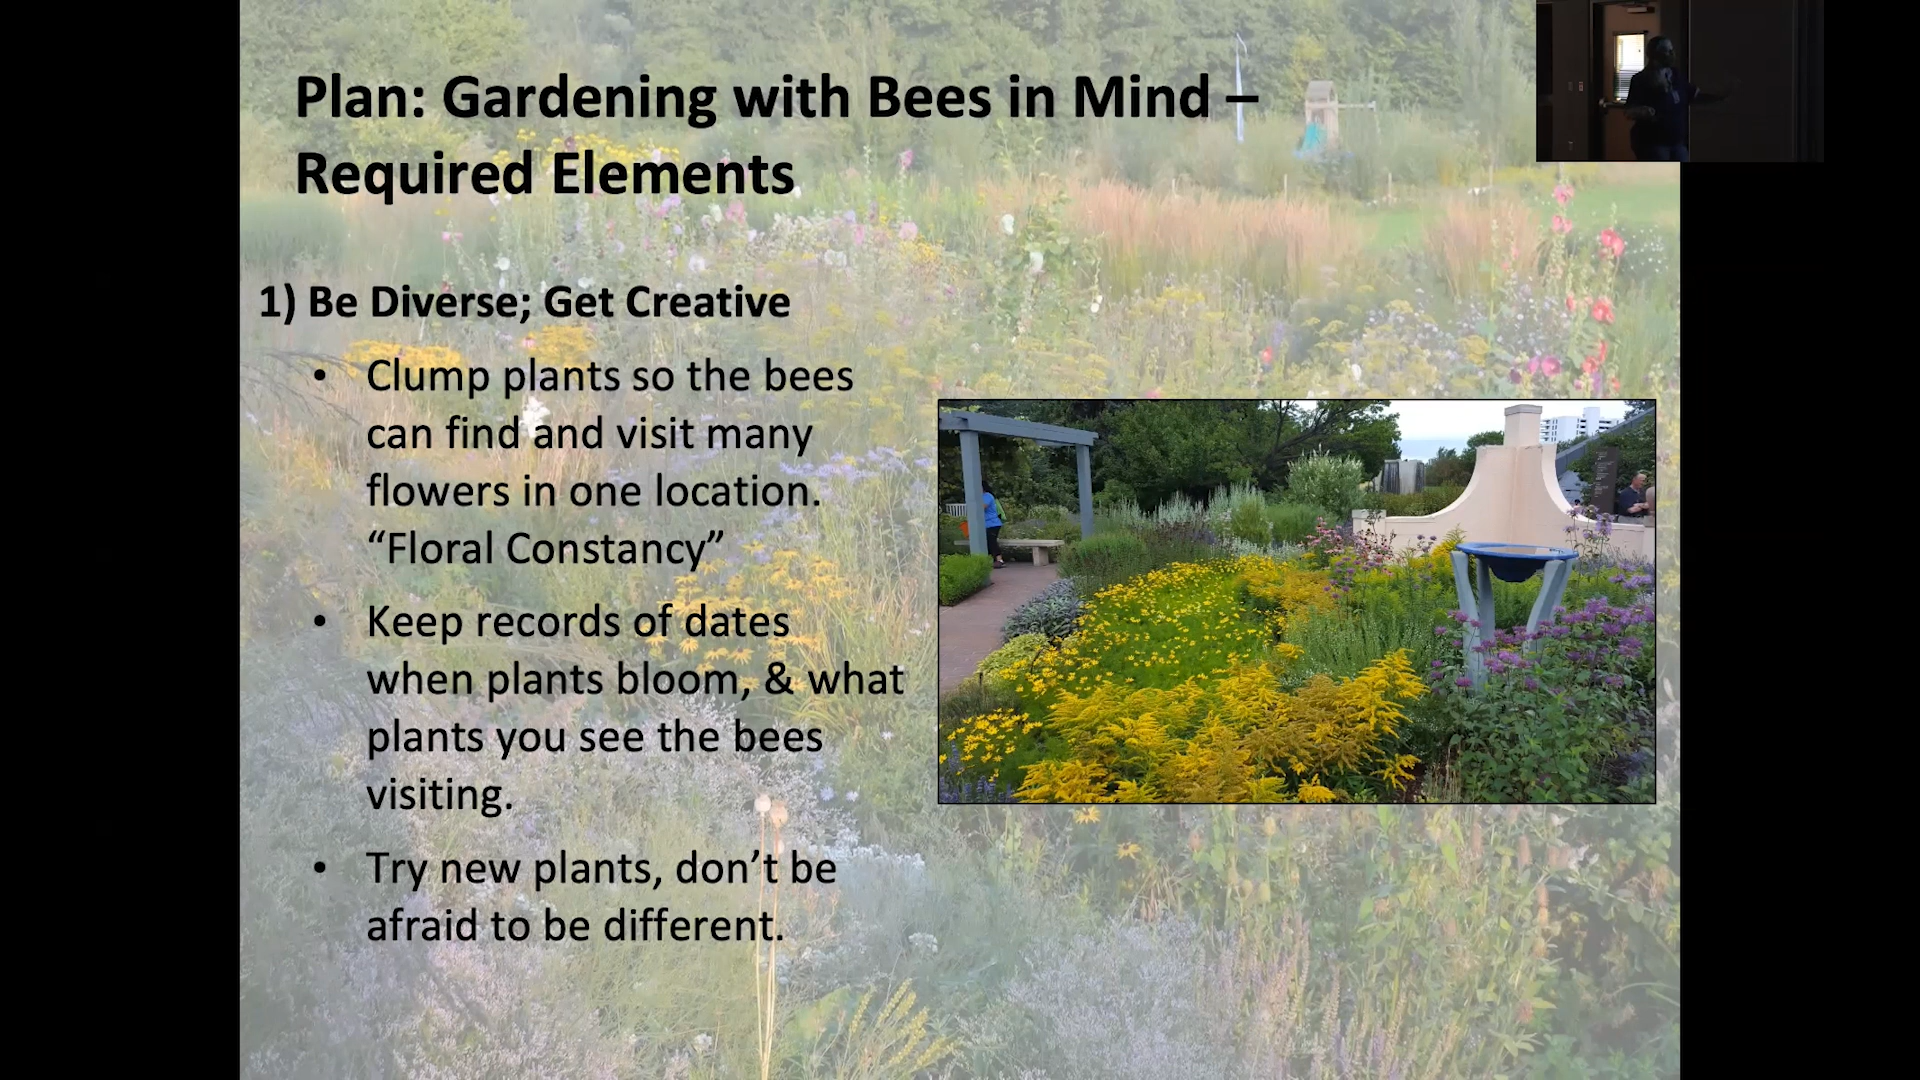 Plan: Gardening with Bees in Mind –
Required Elements
1) Be Diverse; Get Creative
• Clump plants so the bees
can find and visit many
flowers in one location.
“Floral Constancy”
• Keep records of dates
when plants bloom, & what
plants you see the bees
visiting.
• Try new plants, don’t be
afraid to be different.